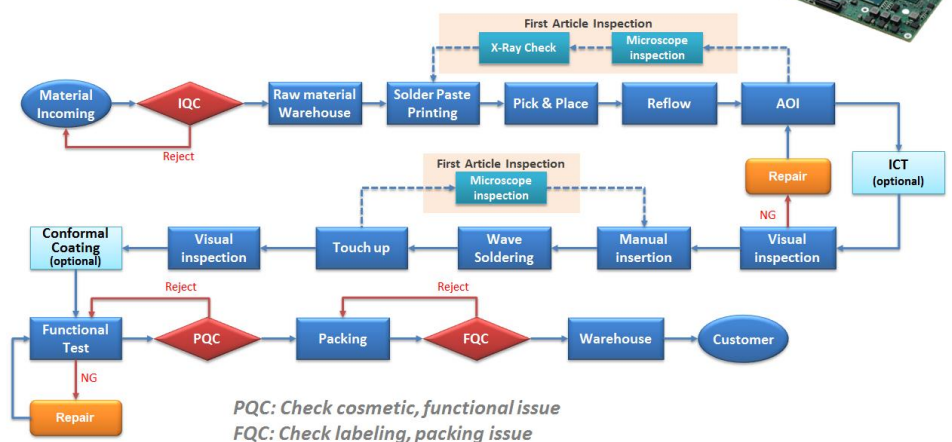 First Article Inspection
X-Ray Check
Microscope
inspection
Material
Incoming
IQC
Raw material
Warehouse
Solder Paste
Printing
Pick & Place
Reflow
AOI
Reject
Repair
ICT
(optional)
NG
First Article Inspection
Microscope
inspection
Conformal
Coating
(optional)
Visual
inspection
Touch up
Wave
Soldering
Manual
insertion
Visual
inspection
Reject
Reject
Functional
Test
PQC
Packing
FQC
Warehouse
Customer
NG
Repair
PQC: Check cosmetic, functional issue
FQC: Check labeling, packing issue